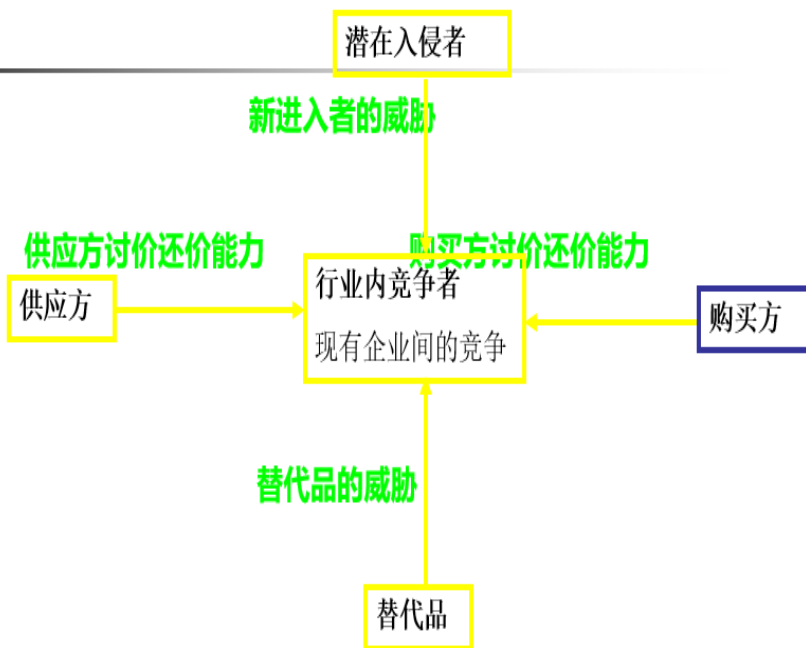 潜在入侵者
新进入者的威胁
供应方讨价还价能力
购买方讨价还价能力
供应方
行业内竞争者
现有企业间的竞争
购买方
替代品的威胁
替代品